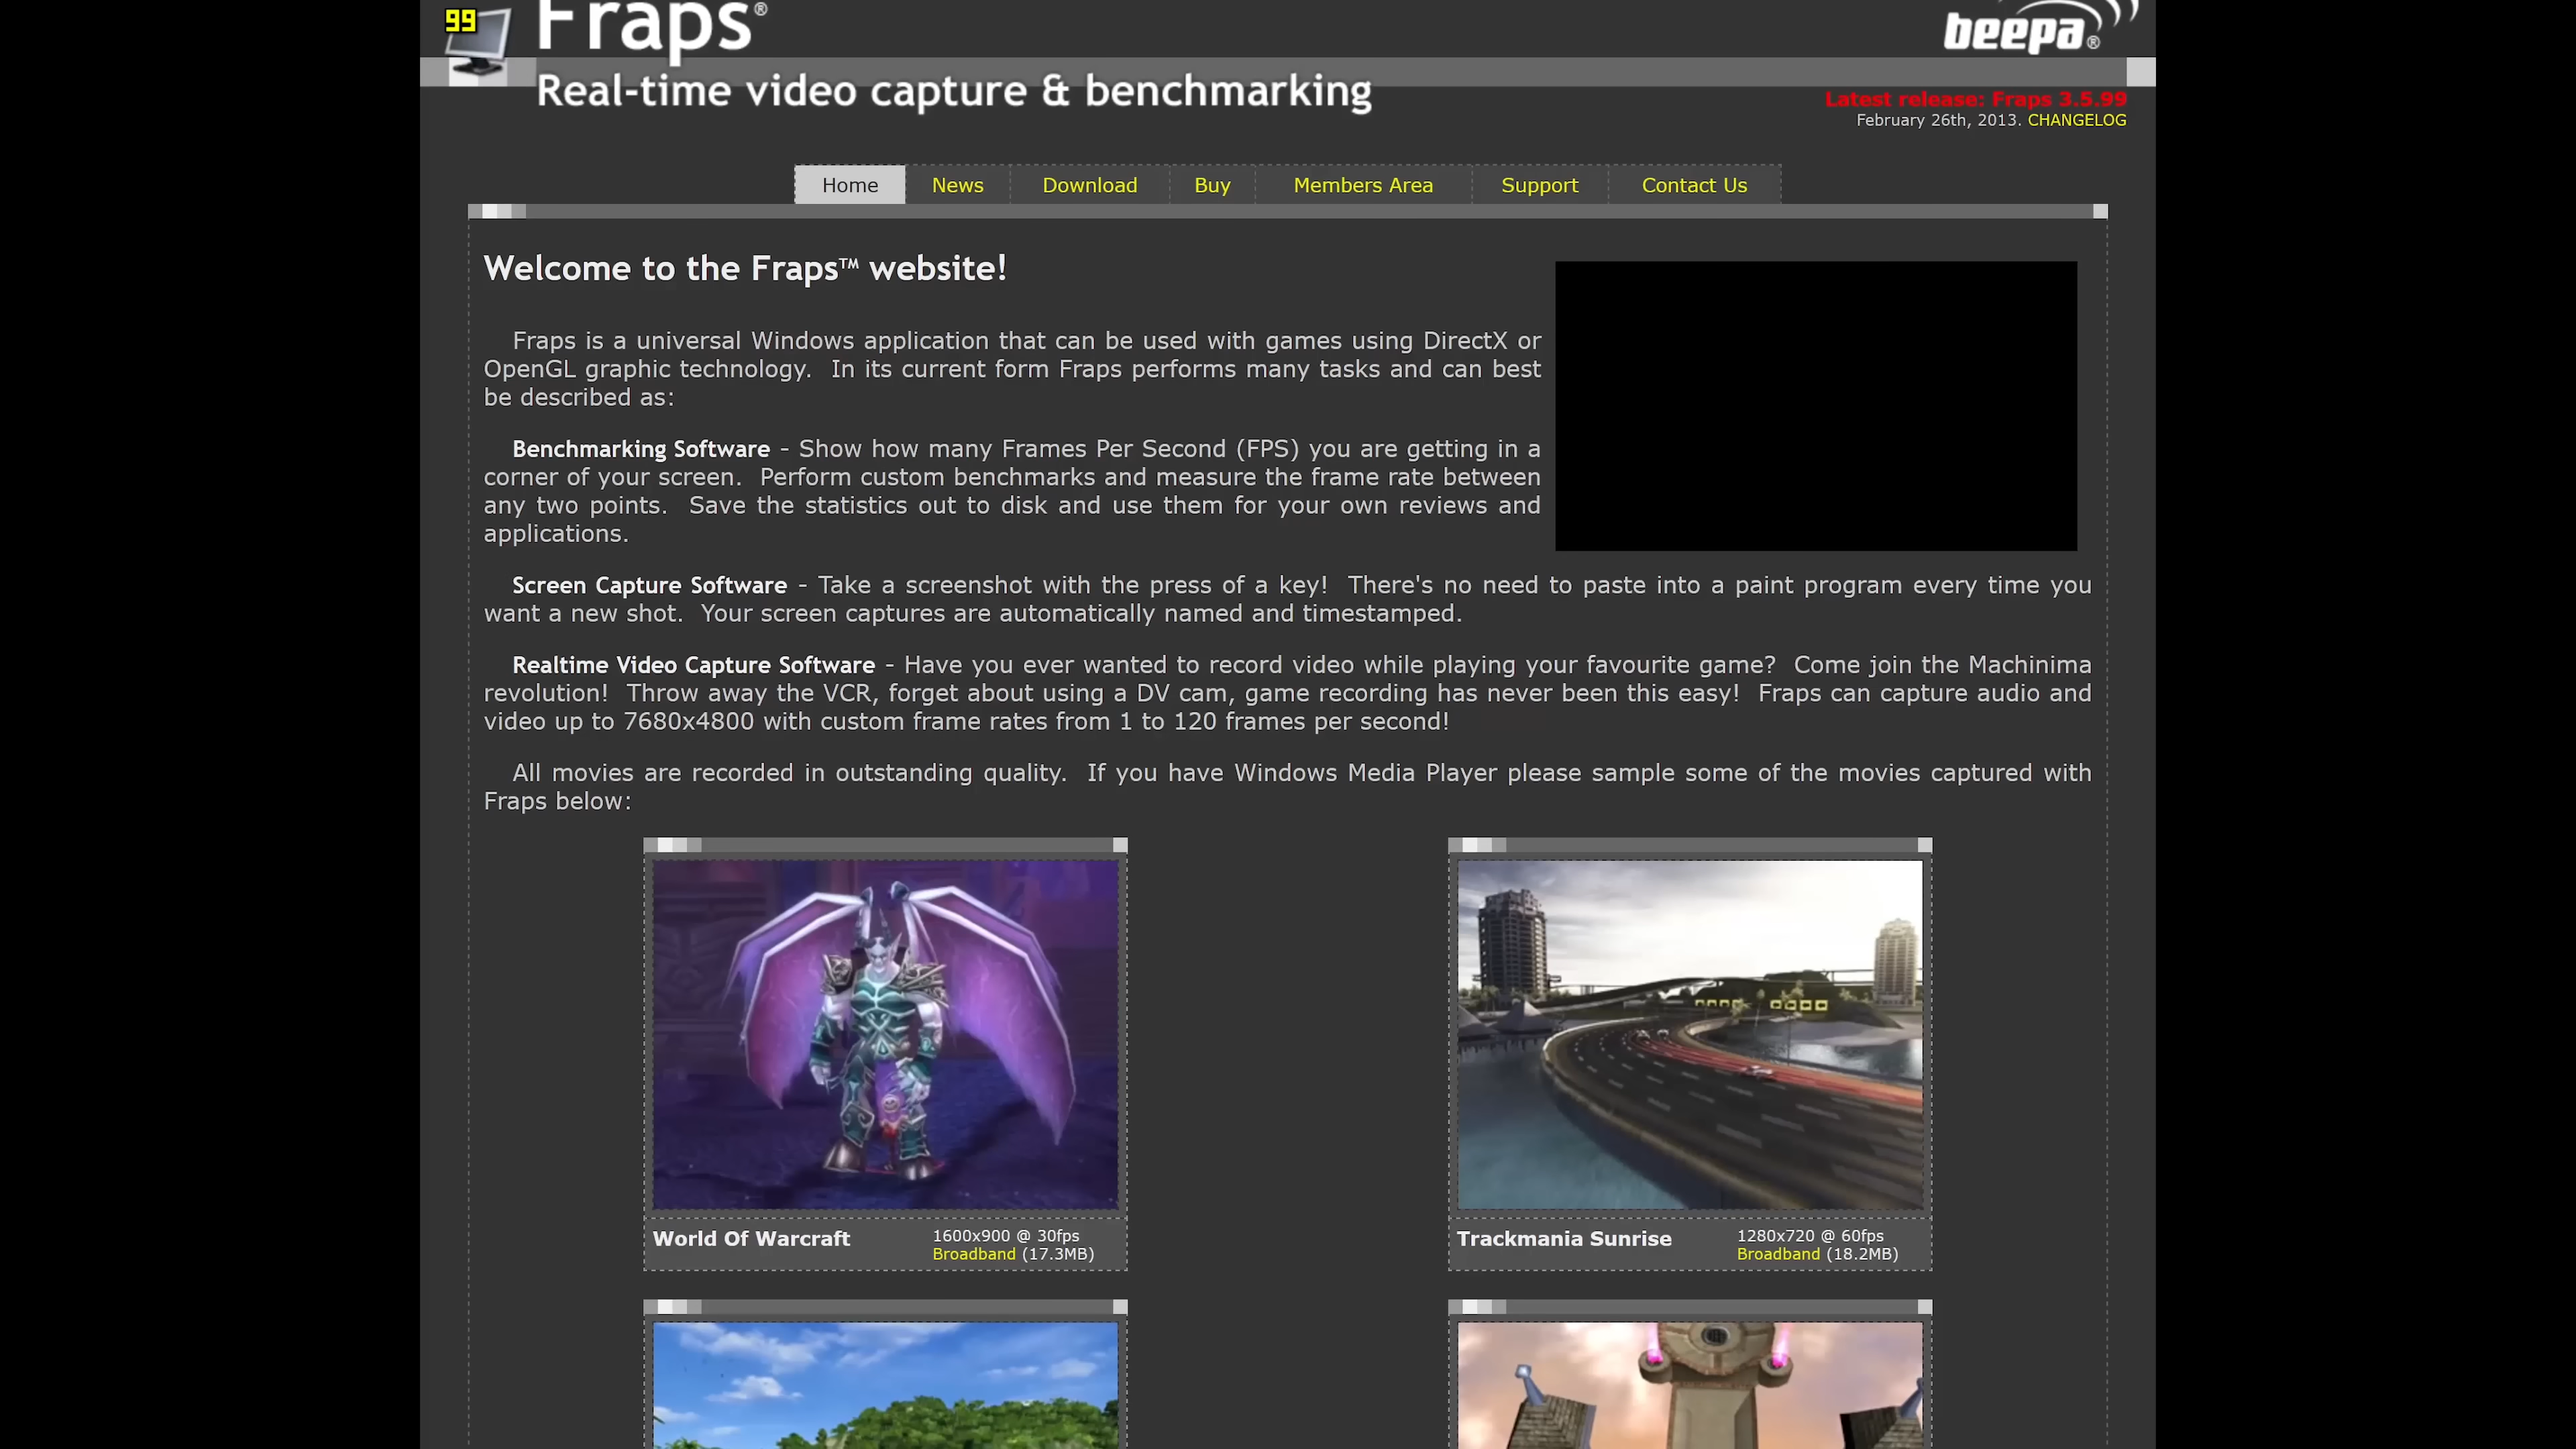 99
Fraps®
beepa®
Real-time video capture & benchmarking
Latest release: Fraps 3.5.99
February 26th, 2013. CHANGELOG
Home News Download Buy Members Area Support Contact Us
Welcome to the Fraps™ website!
Fraps is a universal Windows application that can be used with games using DirectX or
OpenGL graphic technology. In its current form Fraps performs many tasks and can best
be described as:
Benchmarking Software - Show how many Frames Per Second (FPS) you are getting in a
corner of your screen. Perform custom benchmarks and measure the frame rate between
any two points. Save the statistics out to disk and use them for your own reviews and
applications.
Screen Capture Software - Take a screenshot with the press of a key! There's no need to paste into a paint program every time you
want a new shot. Your screen captures are automatically named and timestamped.
Realtime Video Capture Software - Have you ever wanted to record video while playing your favourite game? Come join the Machinima
revolution! Throw away the VCR, forget about using a DV cam, game recording has never been this easy! Fraps can capture audio and
video up to 7680x4800 with custom frame rates from 1 to 120 frames per second!
All movies are recorded in outstanding quality. If you have Windows Media Player please sample some of the movies captured with
Fraps below:
World Of Warcraft
1600x900 @ 30fps
Broadband (17.3MB)
Trackmania Sunrise
1280x720 @ 60fps
Broadband (18.2MB)